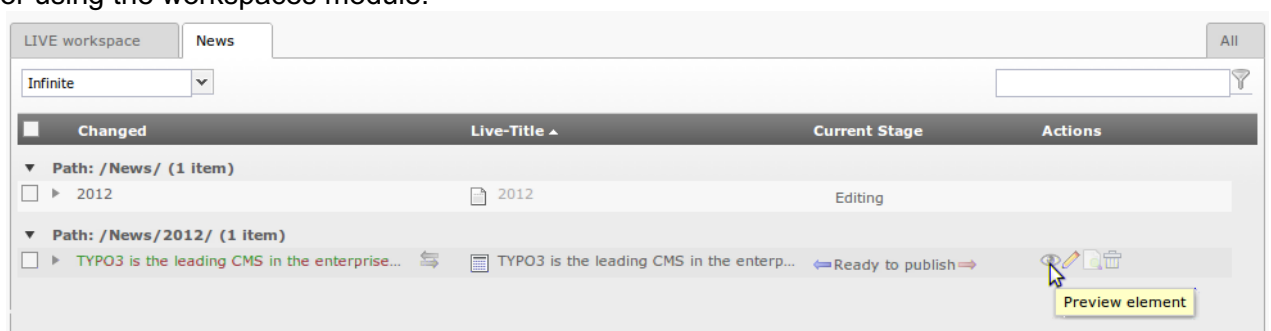 er using the workspaces module.
LIVE workspace News All
Infinite
Changed Live-Title Current Stage Actions
Path: /News/ (1 item)
2012 2012 Editing
Path: /News/2012/ (1 item)
TYPO3 is the leading CMS in the enterprise... TYPO3 is the leading CMS in the enterp... Ready to publish
Preview element